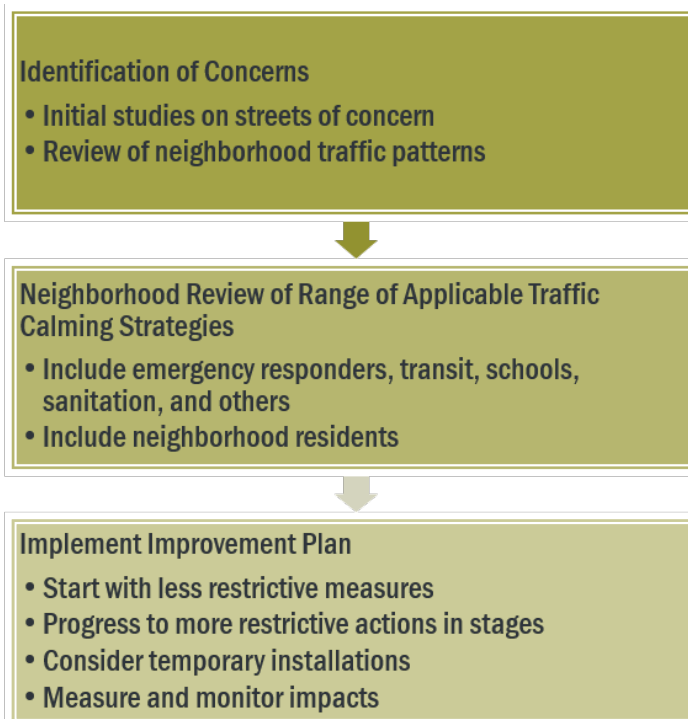 Identification of Concerns
• Initial studies on streets of concern
• Review of neighborhood traffic patterns
Neighborhood Review of Range of Applicable Traffic
Calming Strategies
• Include emergency responders, transit, schools,
sanitation, and others
• Include neighborhood residents
Implement Improvement Plan
• Start with less restrictive measures
• Progress to more restrictive actions in stages
• Consider temporary installations
• Measure and monitor impacts